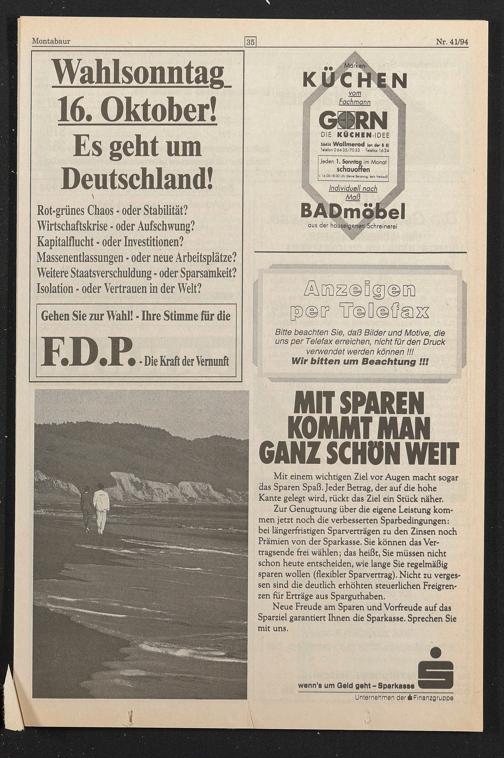 Montabaur
35
Nr. 41/94
Wahlsonntag
16. Oktober!
Es geht um
Deutschland!
Rot-grünes Chaos - oder Stabilität?
Wirtschaftskrise - oder Aufschwung?
Kapitalflucht - oder Investitionen?
Massenentlassungen - oder neue Arbeitsplätze?
Weitere Staatsverschuldung - oder Sparsamkeit?
Isolation - oder Vertrauen in der Welt?
Gehen Sie zur Wahl! - Ihre Stimme für die
F.D.P. - Die Kraft der Vernunft
Marken
KÜCHEN
vom
Fachmann
GORN
DIE KÜCHEN-IDEE
Wallmerod
Jeden 1. Sonntag im Monat
schauoffen
Individuell nach
Maß
BADmöbel
aus der hauseigenen Schreinerei
Anzeigen
per Telefax
Bitte beachten Sie, daß Bilder und Motive, die
uns per Telefax erreichen, nicht für den Druck
verwendet werden können !!!
Wir bitten um Beachtung !!!
MIT SPAREN
KOMMT MAN
GANZ SCHÖN WEIT
Mit einem wichtigen Ziel vor Augen macht sogar
das Sparen Spaß. Jeder Betrag, der auf die hohe
Kante gelegt wird, rückt das Ziel ein Stück näher.
Zur Genugtuung über die eigene Leistung kom-
men jetzt noch die verbesserten Sparbedingungen:
bei längerfristigen Sparverträgen zu den Zinsen noch
Prämien von der Sparkasse. Sie können das Ver-
tragsende frei wählen; das heißt, Sie müssen nicht
schon heute entscheiden, wie lange Sie regelmäßig
sparen wollen (flexibler Sparvertrag). Nicht zu verges-
sen sind die deutlich erhöhten steuerlichen Freigren-
zen für Erträge aus Sparguthaben.
Neue Freude am Sparen und Vorfreude auf das
Sparziel garantiert Ihnen die Sparkasse. Sprechen Sie
mit uns.
wenn's um Geld geht – Sparkasse
Unternehmen der Finanzgruppe